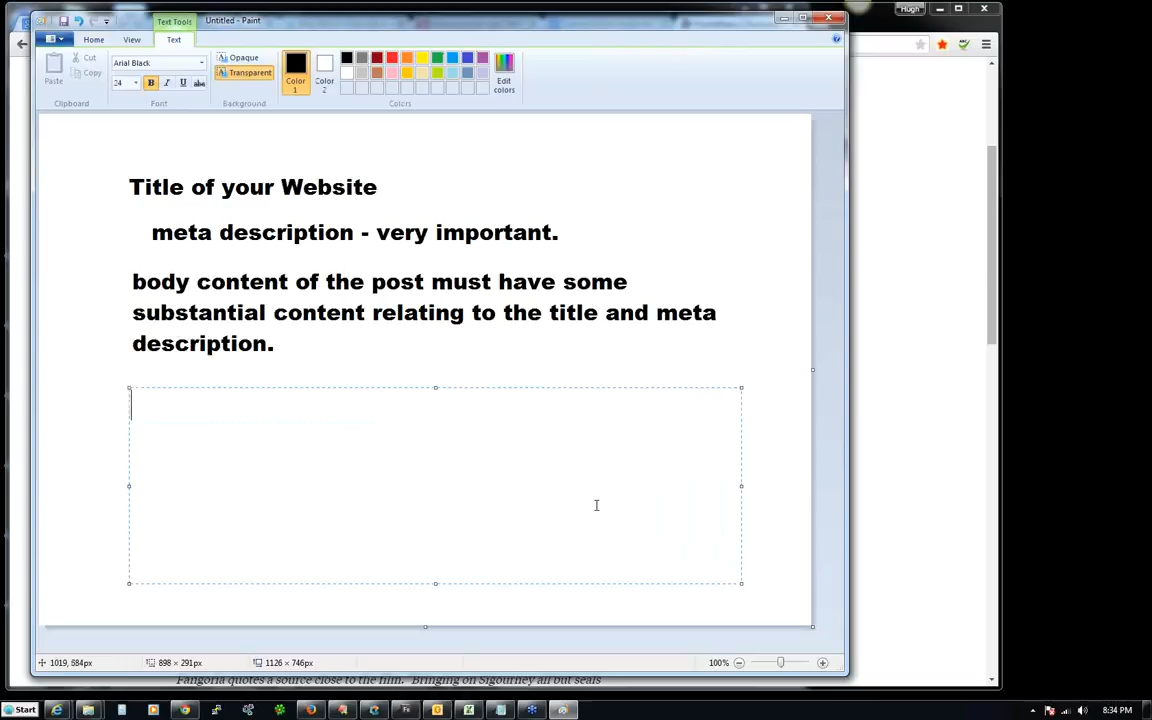 Hugh
Text Tools
Untitled - Paint
Home
View
Text
Paste
Cut
Copy
Clipboard
Arial Black
24
B
I
U
abc
Font
Opaque
Transparent
Background
Color
1
Color
2
Edit
colors
Colors
Title of your Website
meta description - very important.
body content of the post must have some
substantial content relating to the title and meta
description.
1019, 584px
898 × 291px
1126 × 746px
100%
Fangoria quotes a source close to the film. Bringing on Sigourney all but seals
Start
8:34 PM